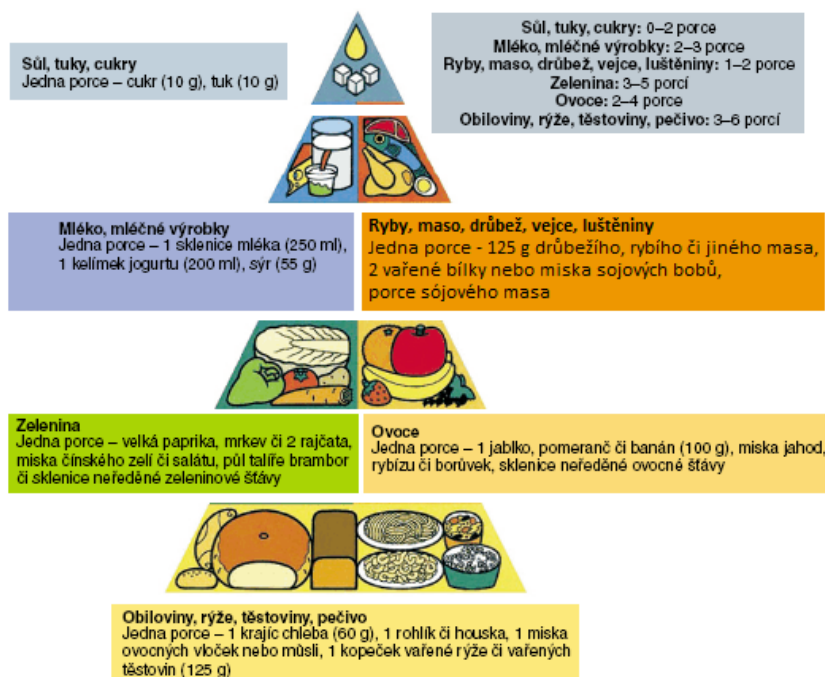 Sůl, tuky, cukry
Jedna porce – cukr (10 g), tuk (10 g)
Sůl, tuky, cukry: 0–2 porce
Mléko, mléčné výrobky: 2–3 porce
Ryby, maso, drůbež, vejce, luštěniny: 1–2 porce
Zelenina: 3–5 porcí
Ovoce: 2–4 porce
Obiloviny, rýže, těstoviny, pečivo: 3–6 porcí
Mléko, mléčné výrobky
Jedna porce – 1 sklenice mléka (250 ml),
1 kelímek jogurtu (200 ml), sýr (55 g)
Ryby, maso, drůbež, vejce, luštěniny
Jedna porce - 125 g drůbežího, rybího či jiného masa,
2 vařené bílky nebo miska sojových bobů,
porce sójového masa
Zelenina
Jedna porce – velká paprika, mrkev či 2 rajčata,
miska čínského zelí či salátu, půl talíře brambor
či sklenice neředěné zeleninové šťávy
Ovoce
Jedna porce – 1 jablko, pomeranč či banán (100 g), miska jahod,
rybízu či borůvek, sklenice neředěné ovocné šťávy
Obiloviny, rýže, těstoviny, pečivo
Jedna porce – 1 krajíc chleba (60 g), 1 rohlík či houska, 1 miska
ovocných vloček nebo műsli, 1 kopeček vařené rýže či vařených
těstovin (125 g)